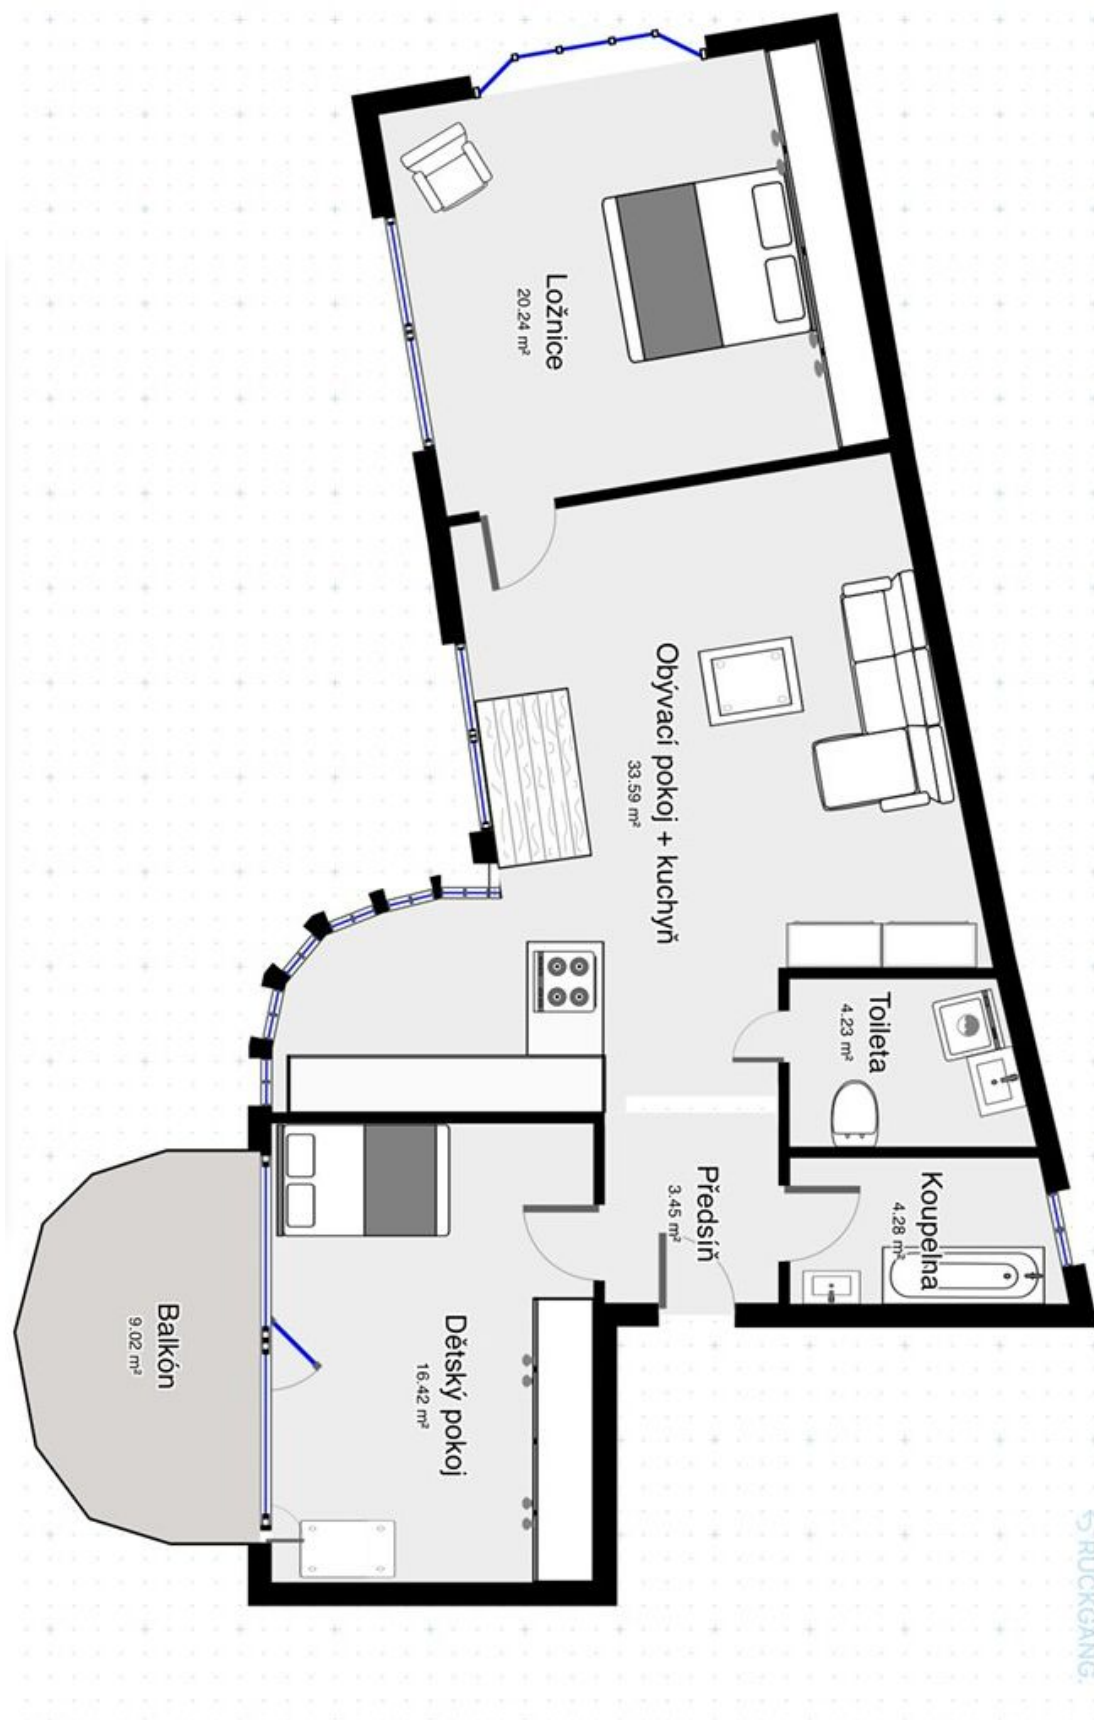 Ložnice
20.24 m²
Obývací pokoj + kuchyň
33.59 m²
Toileta
4.23 m²
Koupelna
4.28 m²
Předsíň
3.45 m²
Dětský pokoj
16.42 m²
Balkón
9.02 m²
RÜCKGÄNG.